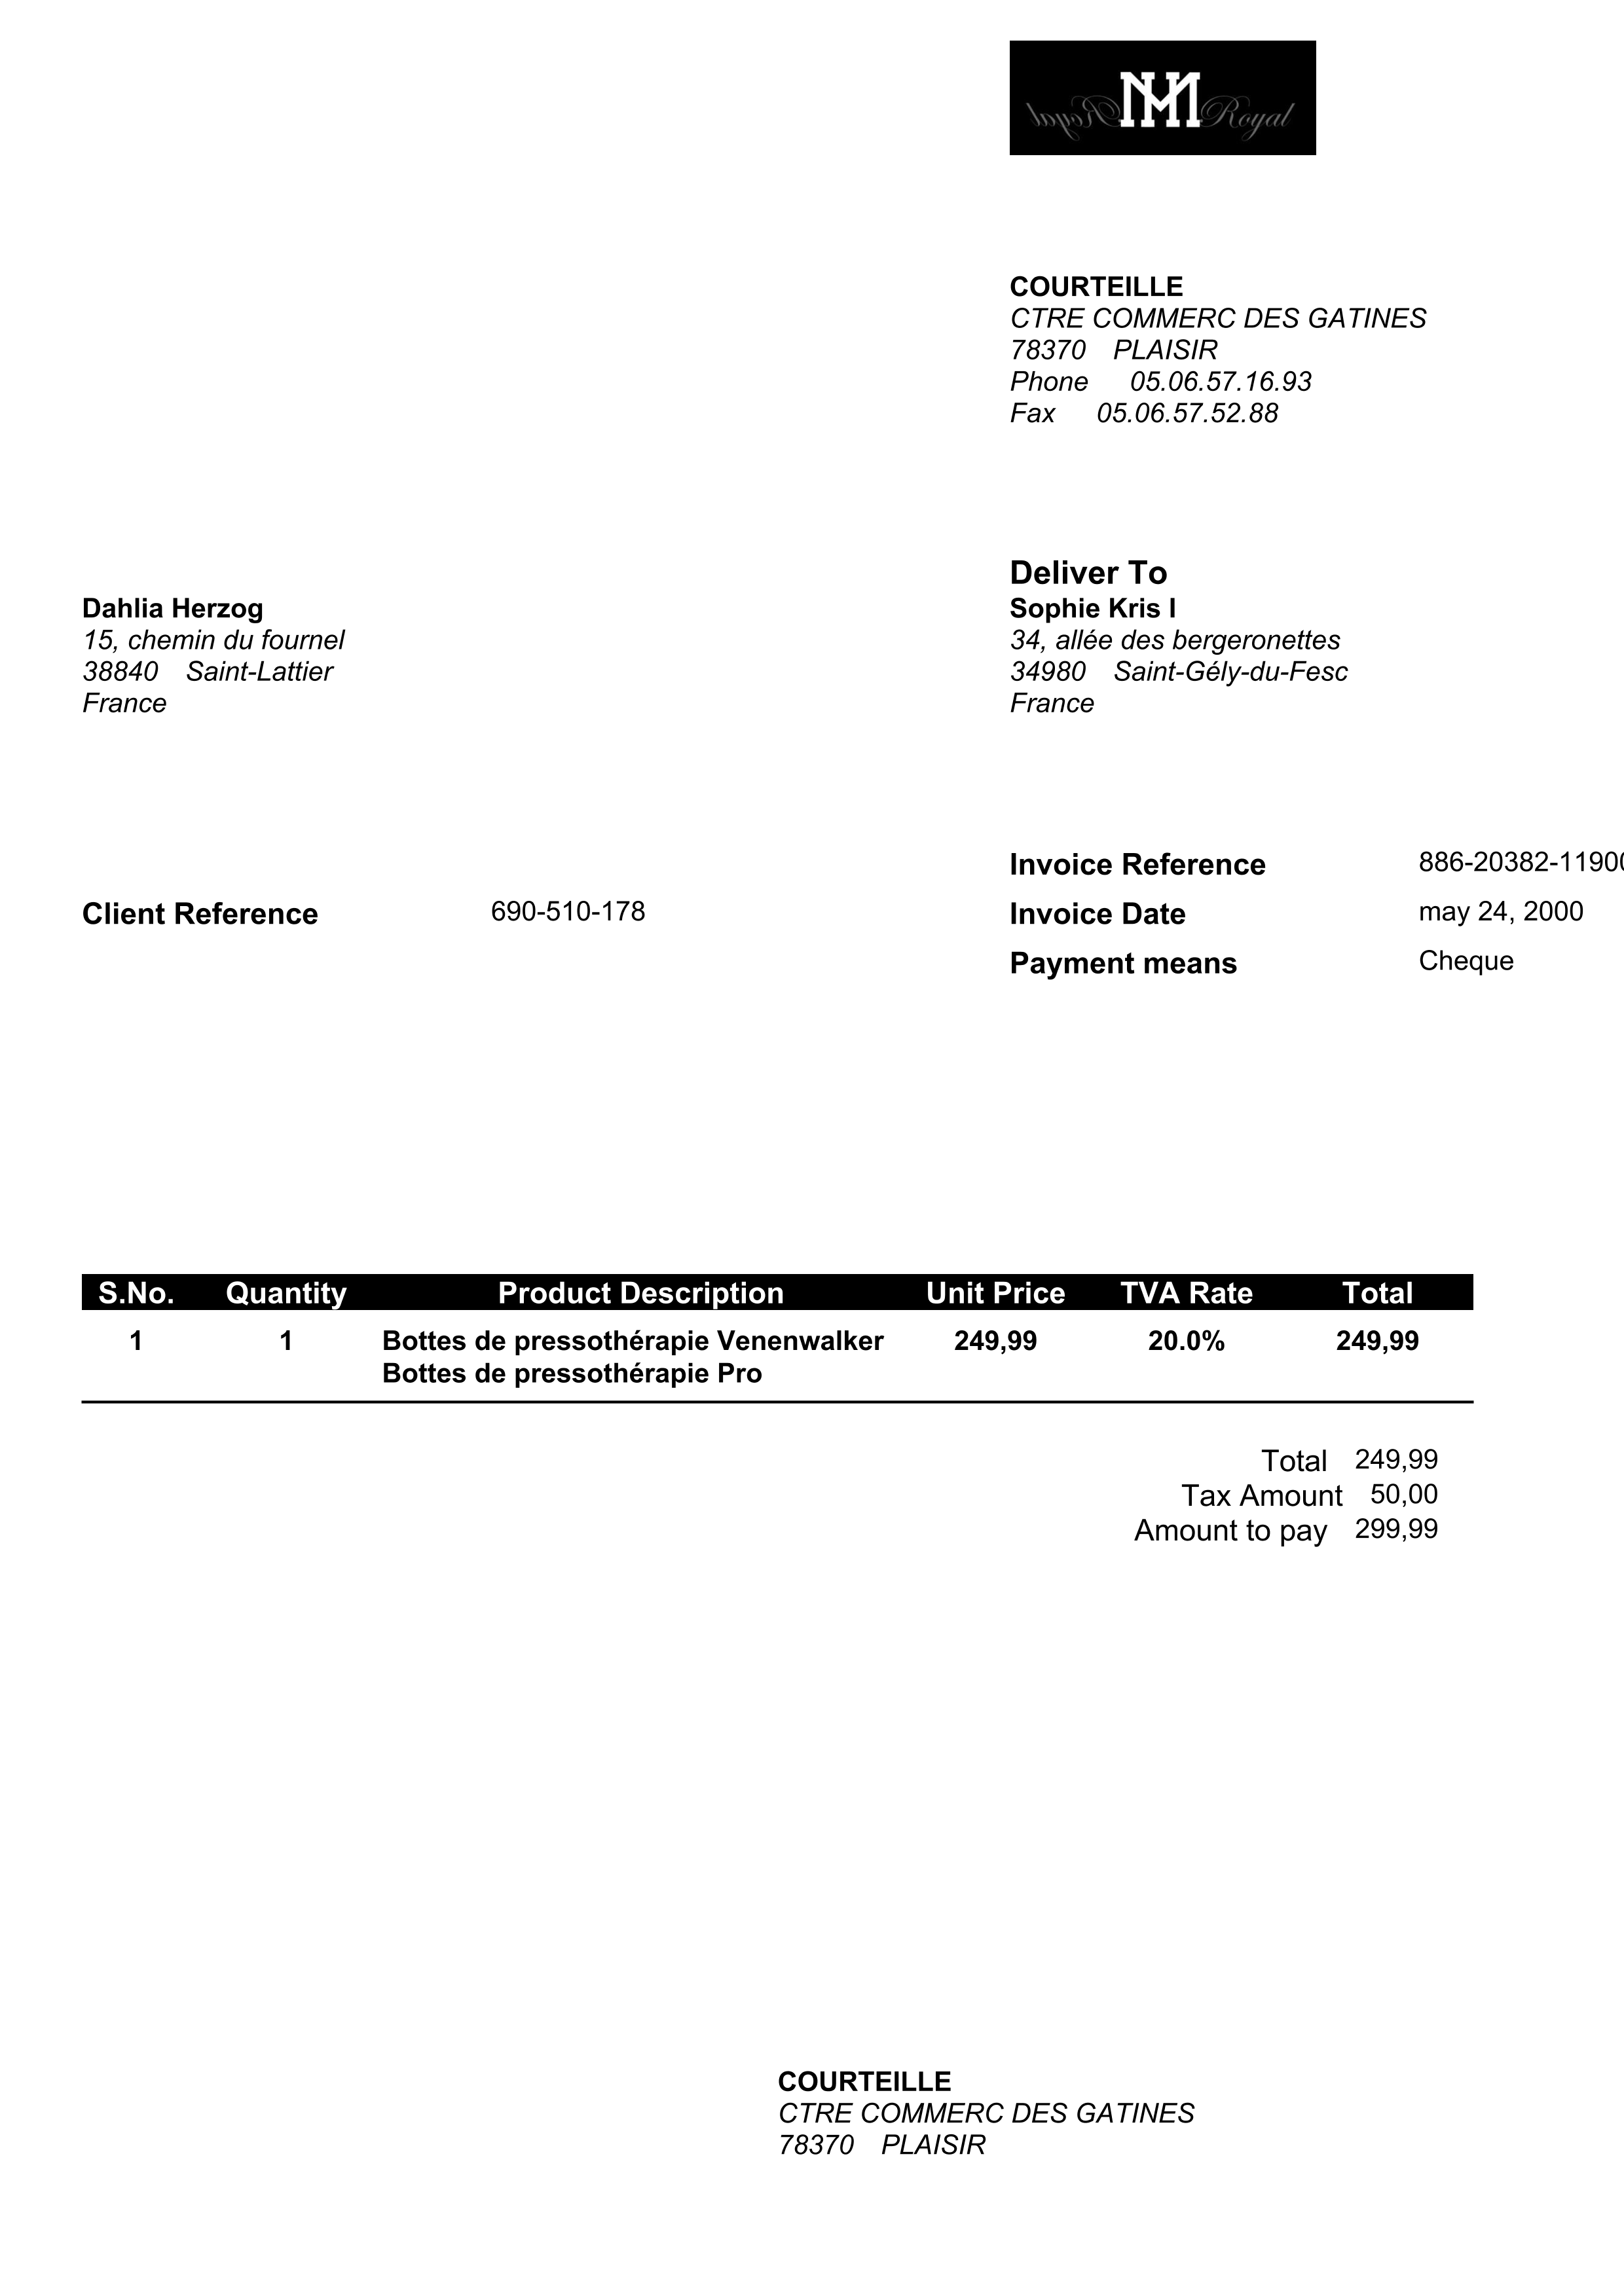 Royal MH Royal
COURTEILLE
CTRE COMMERC DES GATINES
78370 PLAISIR
Phone 05.06.57.16.93
Fax 05.06.57.52.88
Dahlia Herzog
15, chemin du fournel
38840 Saint-Lattier
France
Deliver To
Sophie Kris I
34, allée des bergeronettes
34980 Saint-Gély-du-Fesc
France
Client Reference 690-510-178
Invoice Reference 886-20382-11900
Invoice Date may 24, 2000
Payment means Cheque
S.No. Quantity Product Description Unit Price TVA Rate Total
1 1 Bottes de pressothérapie Venenwalker 249,99 20.0% 249,99
Bottes de pressothérapie Pro
Total 249,99
Tax Amount 50,00
Amount to pay 299,99
COURTEILLE
CTRE COMMERC DES GATINES
78370 PLAISIR